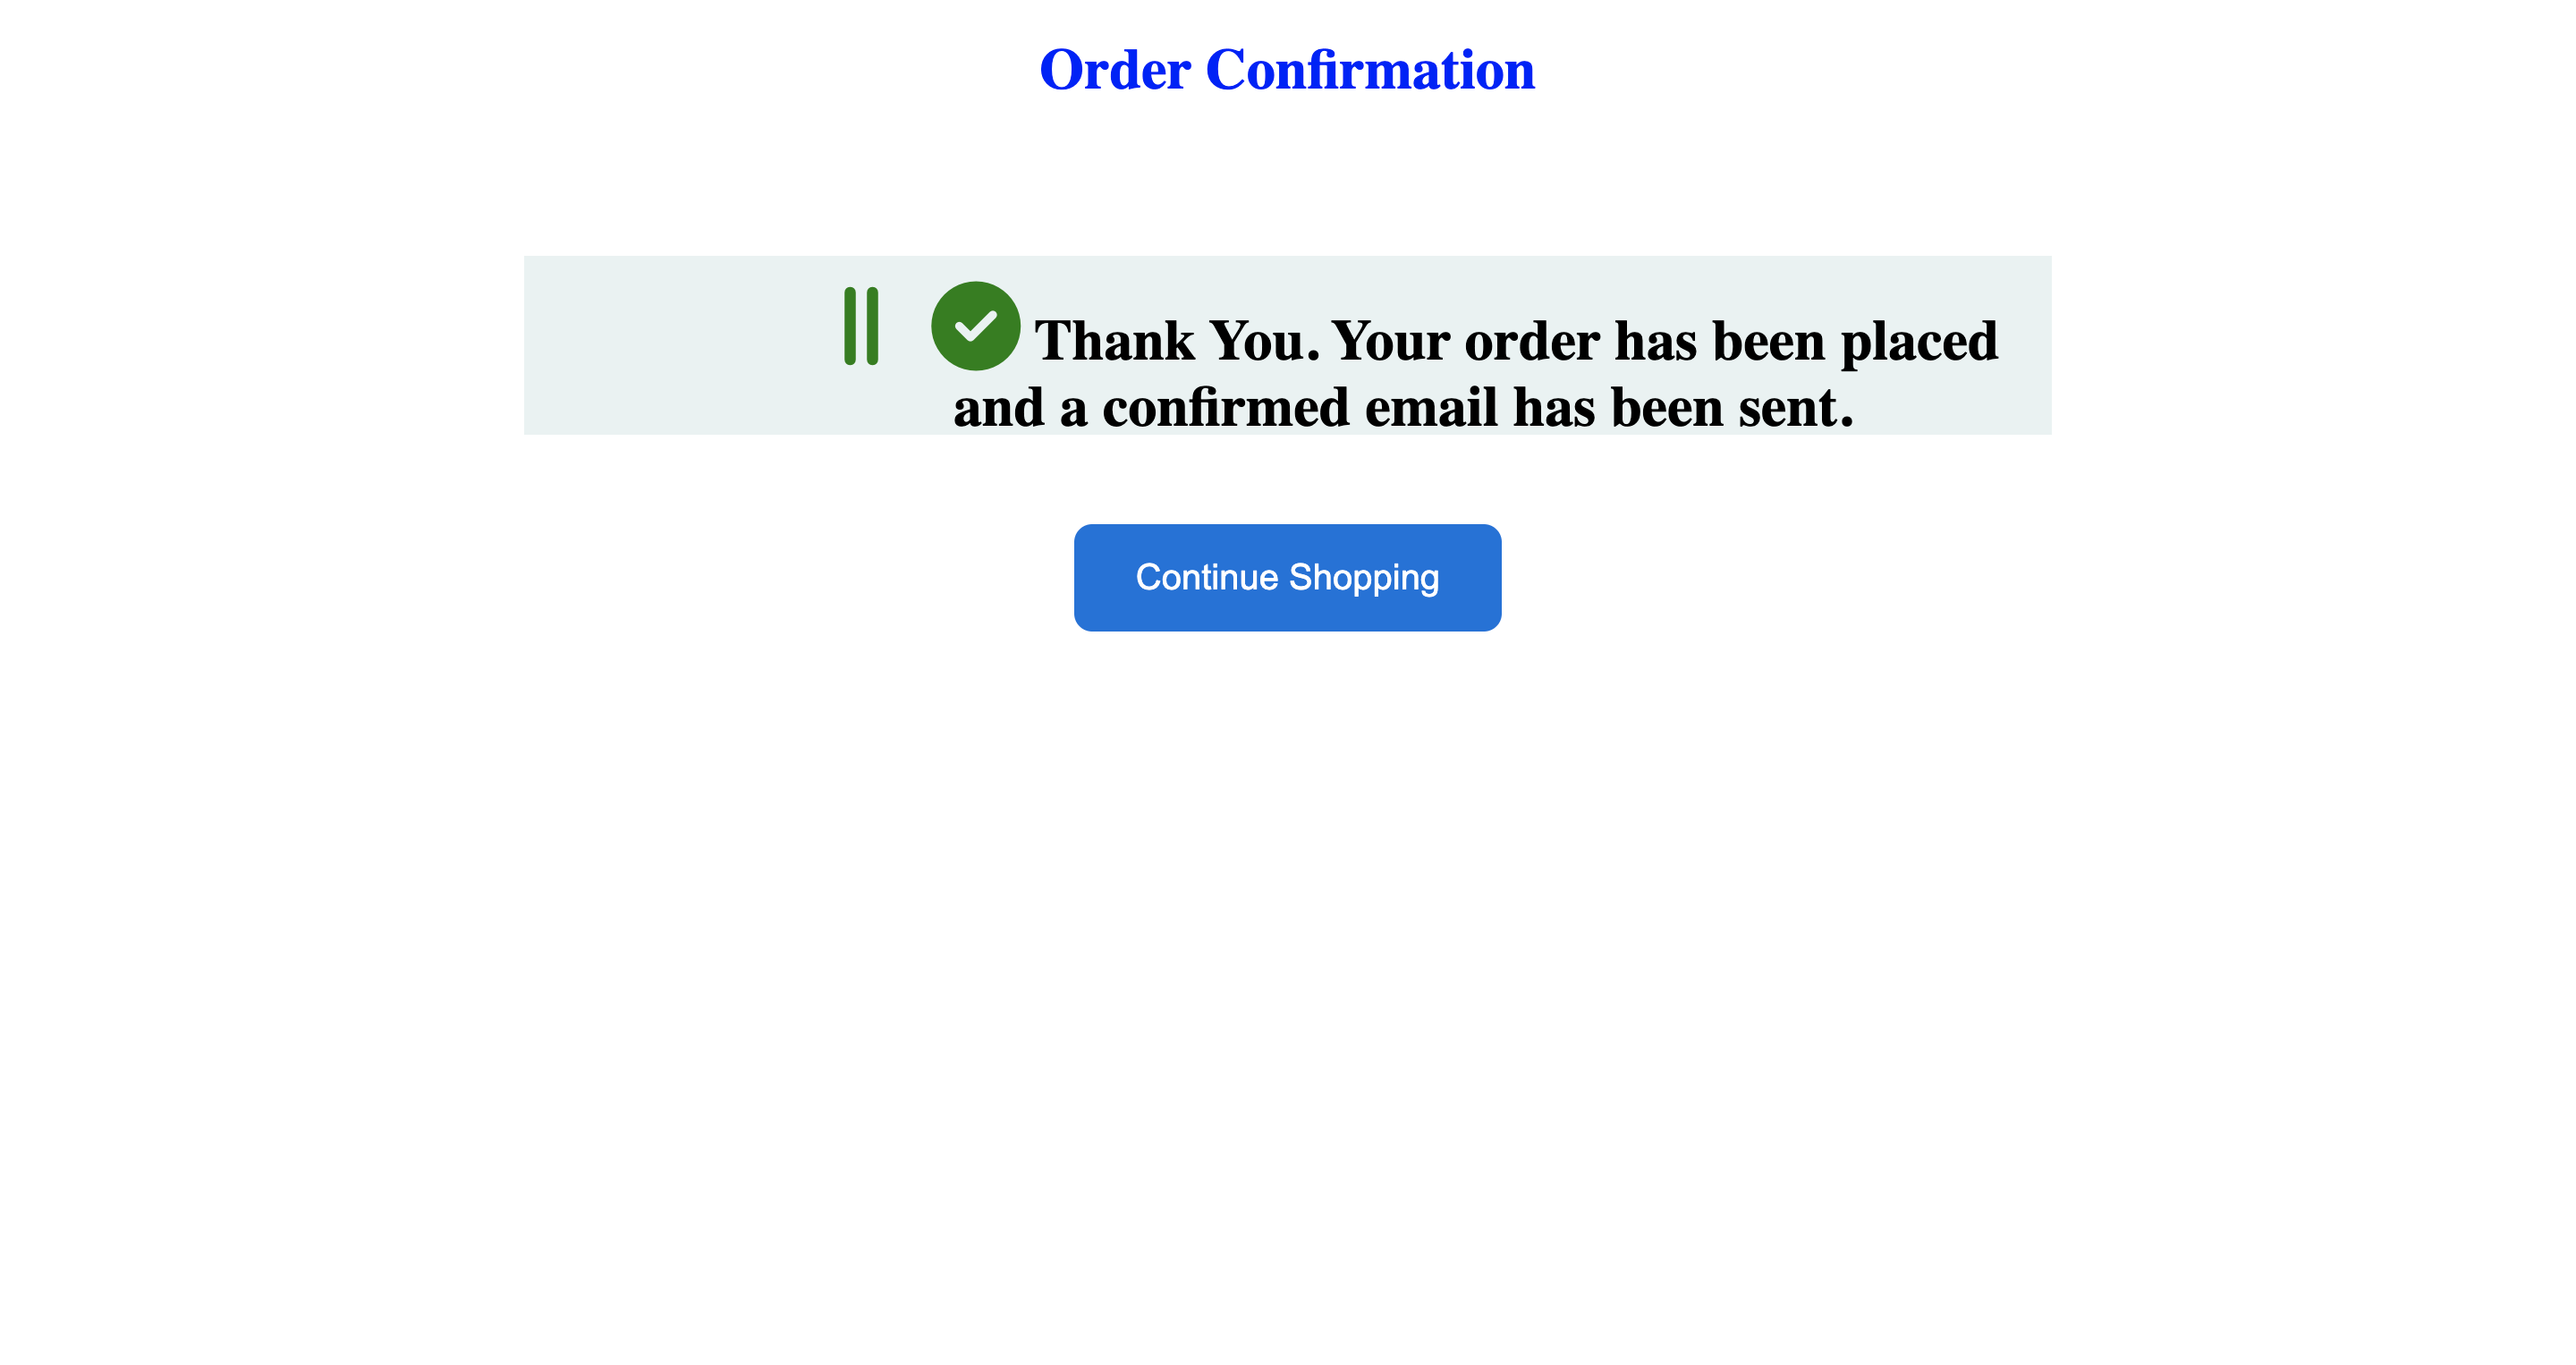 Order Confirmation
Thank You. Your order has been placed
and a confirmed email has been sent.
Continue Shopping